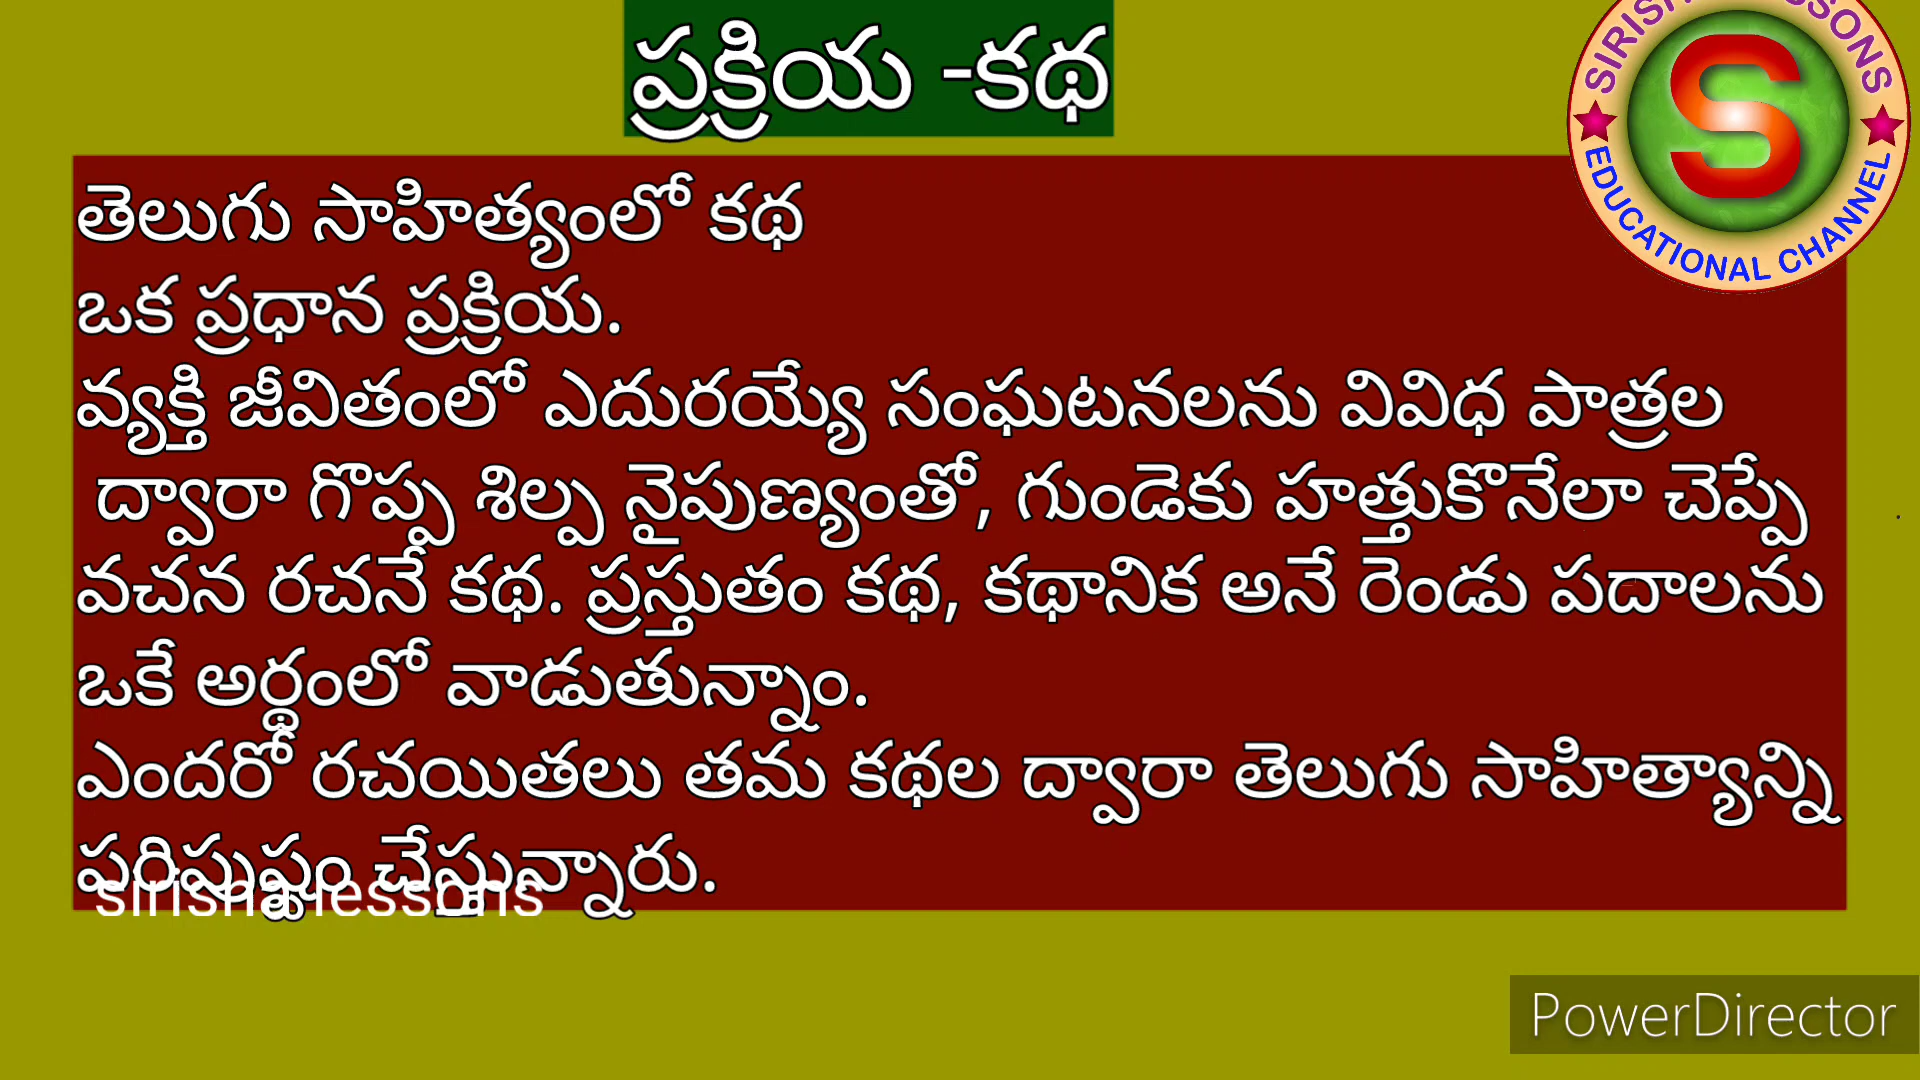 ప్రక్రియ -కథ
తెలుగు సాహిత్యంలో కథ
ఒక ప్రధాన ప్రక్రియ.
వ్యక్తి జీవితంలో ఎదురయ్యే సంఘటనలను వివిధ పాత్రల
ద్వారా గొప్ప శిల్ప నైపుణ్యంతో, గుండెకు హత్తుకొనేలా చెప్పే
వచన రచనే కథ. ప్రస్తుతం కథ, కథానిక అనే రెండు పదాలను
ఒకే అర్థంలో వాడుతున్నాం.
ఎందరో రచయితలు తమ కథల ద్వారా తెలుగు సాహిత్యాన్ని
పరిపుష్టం చేస్తున్నారు.
sirisha lessons
S
EDUCATIONAL CHANNEL
PowerDirector